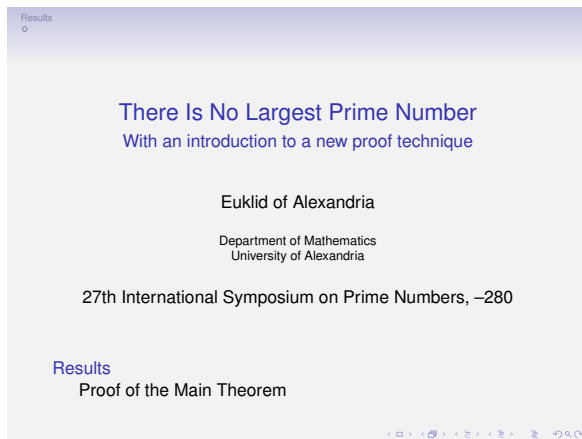 Results
There Is No Largest Prime Number
With an introduction to a new proof technique
Euklid of Alexandria
Department of Mathematics
University of Alexandria
27th International Symposium on Prime Numbers, –280
Results
Proof of the Main Theorem